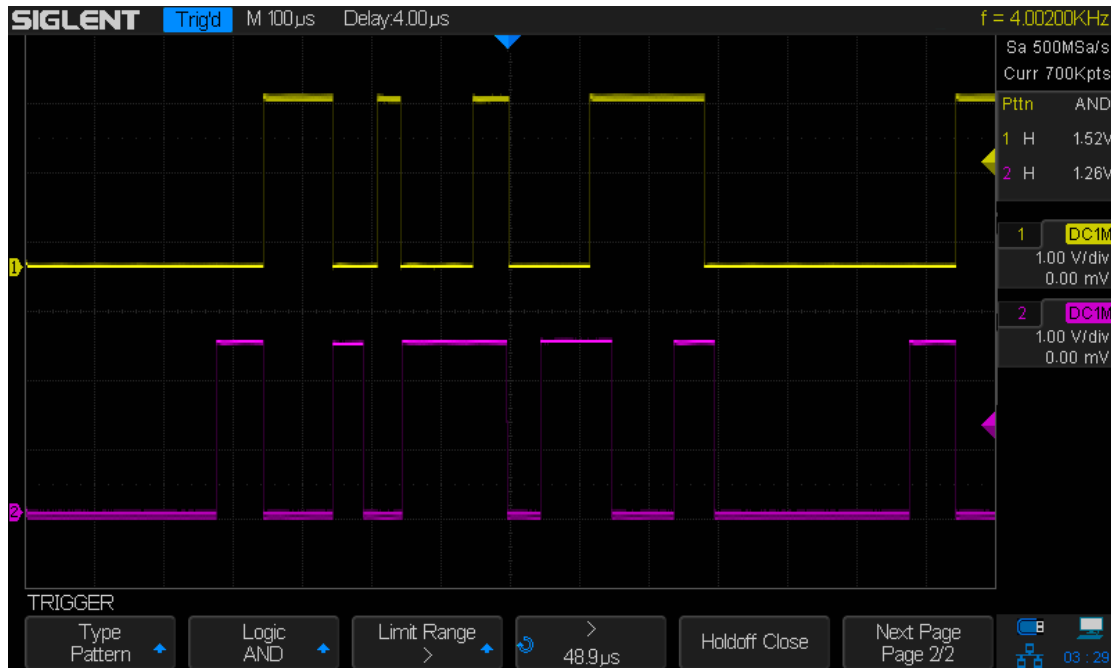 SIGLENT Trig'd M 100µs Delay:4.00µs f = 4.00200KHz
Sa 500MSa/s
Curr 700Kpts
Pttn AND
1 H 1.52V
2 H 1.26V
1 DC1M
1.00 V/div
0.00 mV
2 DC1M
1.00 V/div
0.00 mV
1
2
TRIGGER
Type
Pattern
Logic
AND
Limit Range
>
>
48.9µs
Holdoff Close
Next Page
Page 2/2
03:29